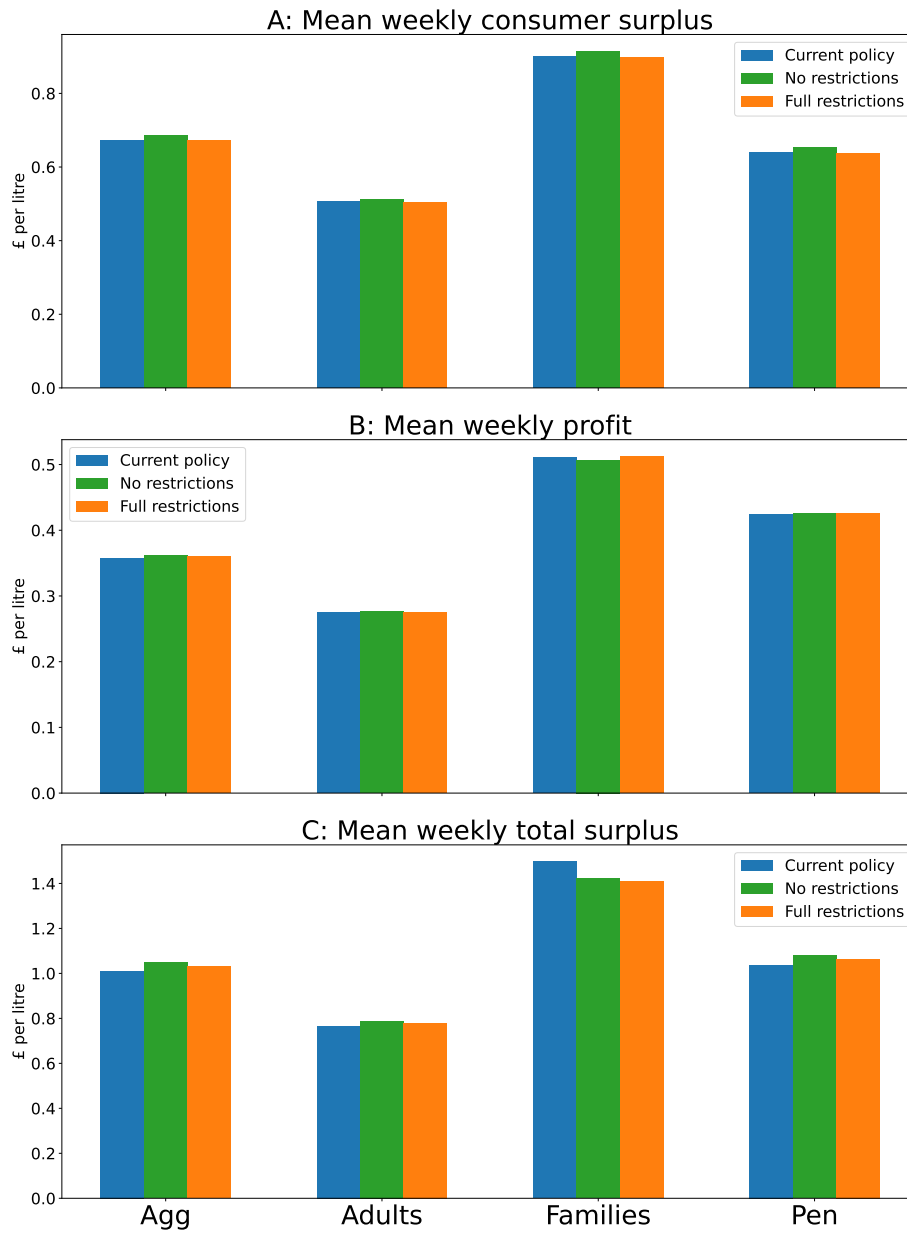 A: Mean weekly consumer surplus
Current policy
No restrictions
Full restrictions
£ per litre
0.8
0.6
0.4
0.2
0.0
B: Mean weekly profit
Current policy
No restrictions
Full restrictions
£ per litre
0.5
0.4
0.3
0.2
0.1
0.0
C: Mean weekly total surplus
Current policy
No restrictions
Full restrictions
£ per litre
1.4
1.2
1.0
0.8
0.6
0.4
0.2
0.0
Agg Adults Families Pen